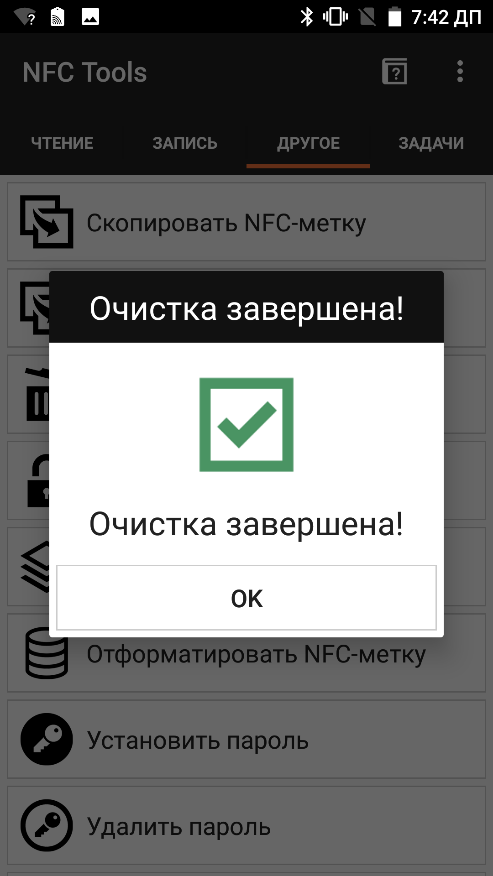 7:42 ДП
NFC Tools
ЧТЕНИЕ
ЗАПИСЬ
ДРУГОЕ
ЗАДАЧИ
Скопировать NFC-метку
Очистка завершена!
Очистка завершена!
OK
Отформатировать NFC-метку
Установить пароль
Удалить пароль